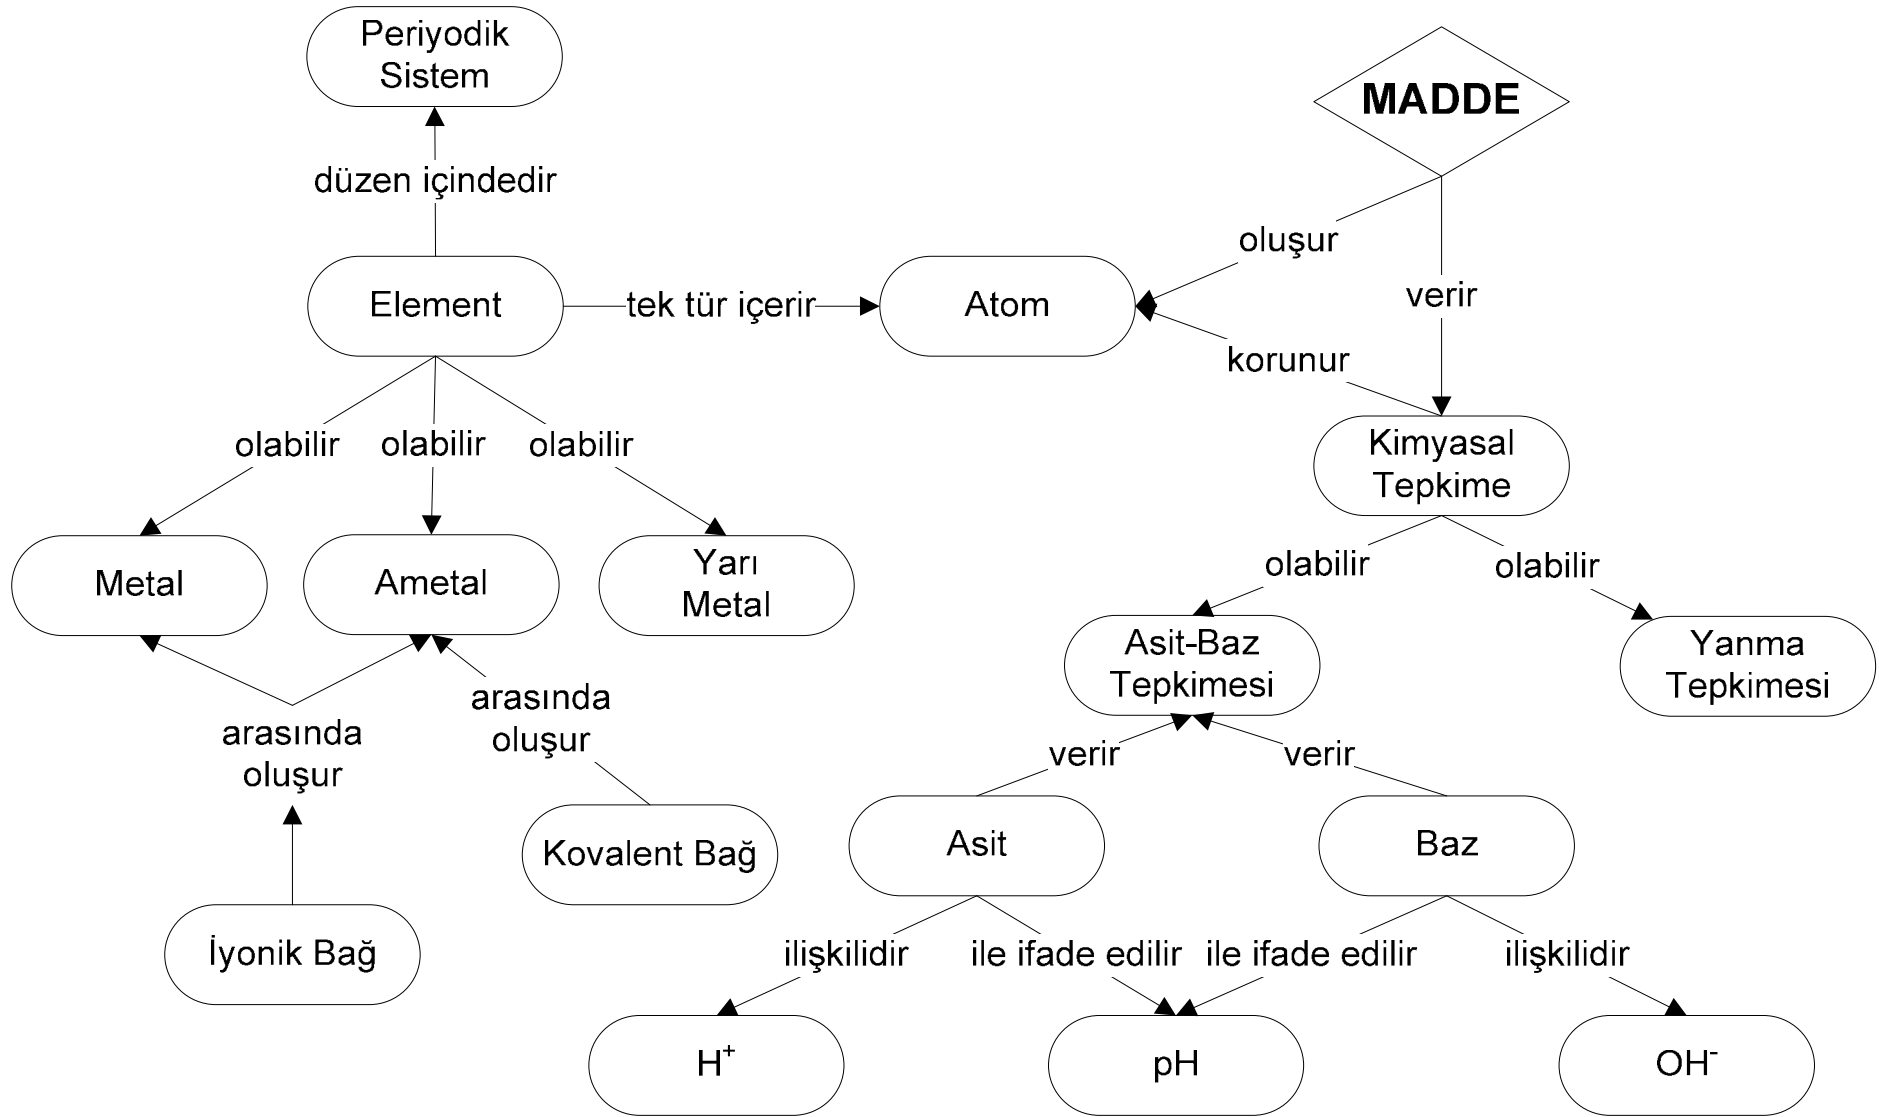 Periyodik
Sistem
MADDE
düzen içindedir
oluşur
Element
tek tür içerir
Atom
verir
korunur
olabilir
olabilir
olabilir
Kimyasal
Tepkime
Metal
Ametal
Yarı
Metal
olabilir
olabilir
Asit-Baz
Tepkimesi
Yanma
Tepkimesi
arasında
oluşur
arasında
oluşur
verir
verir
Kovalent Bağ
Asit
Baz
İyonik Bağ
ilişkilidir
ile ifade edilir
ile ifade edilir
ilişkilidir
H⁺
pH
OH⁻